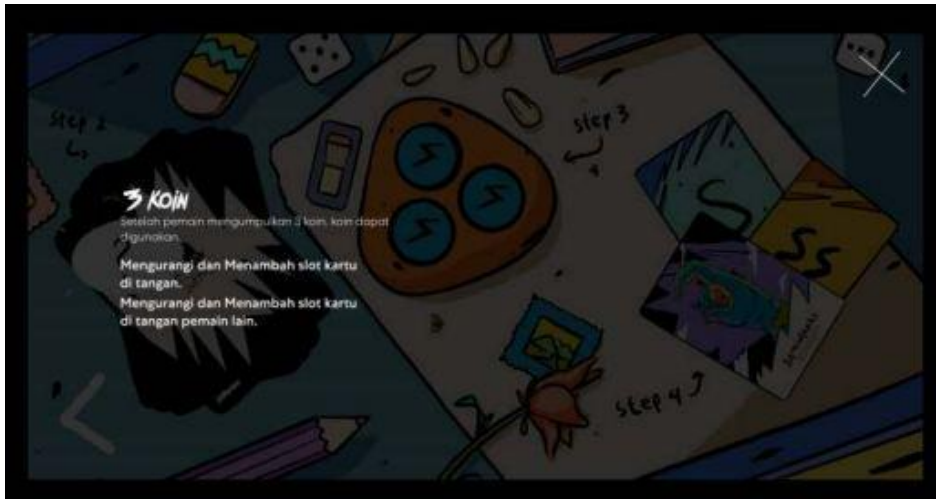 step 2
step 3
3 KOIN
Setelah pemain mengumpulkan 3 koin, koin dapat
digunakan.
Mengurangi dan Menambah slot kartu
di tangan.
Mengurangi dan Menambah slot kartu
di tangan pemain lain.
S
SS
step 4